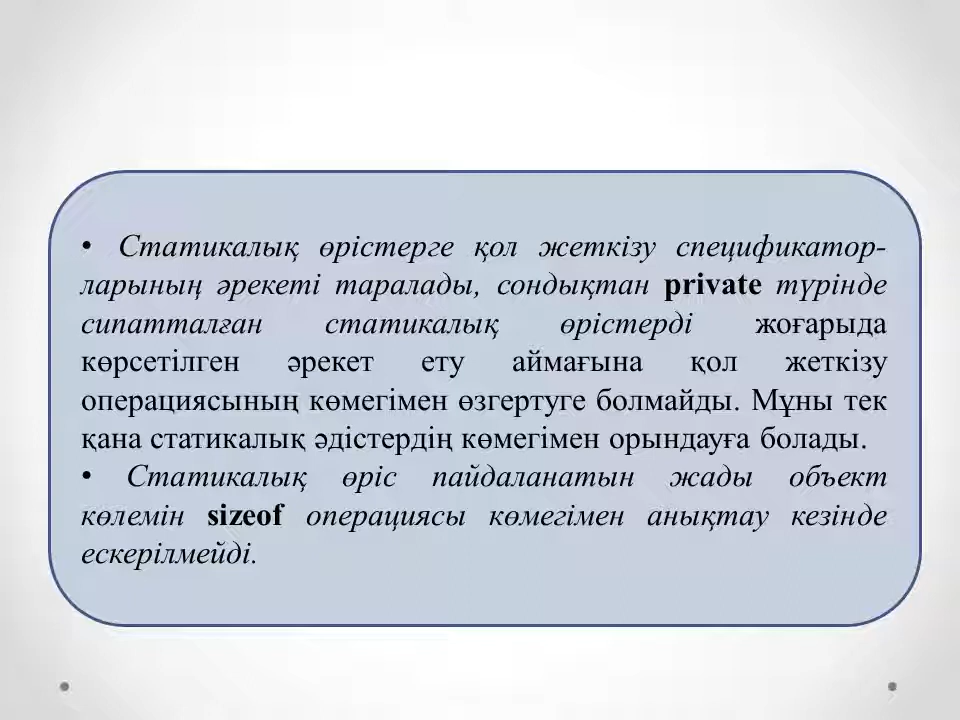 • Статикалық өрістерге қол жеткізу спецификатор-
ларының әрекеті таралады, сондықтан private түрінде
сипатталған статикалық өрістерді жоғарыда
көрсетілген әрекет ету аймағына қол жеткізу
операциясының көмегімен өзгертуге болмайды. Мұны тек
қана статикалық әдістердің көмегімен орындауға болады.
• Статикалық өріс пайдаланатын жады объект
көлемін sizeof операциясы көмегімен анықтау кезінде
ескерілмейді.